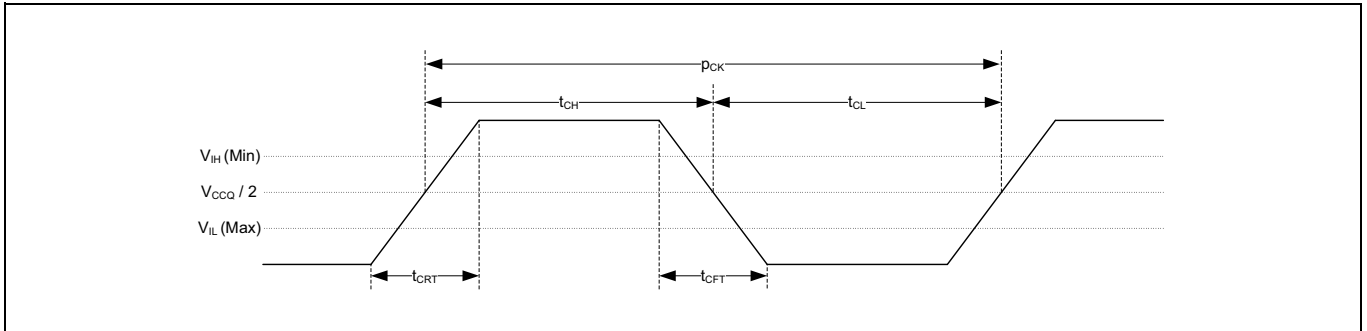 pCK
tCH
tCL
VIH (Min)
VCCQ / 2
VIL (Max)
tCRT
tCFT